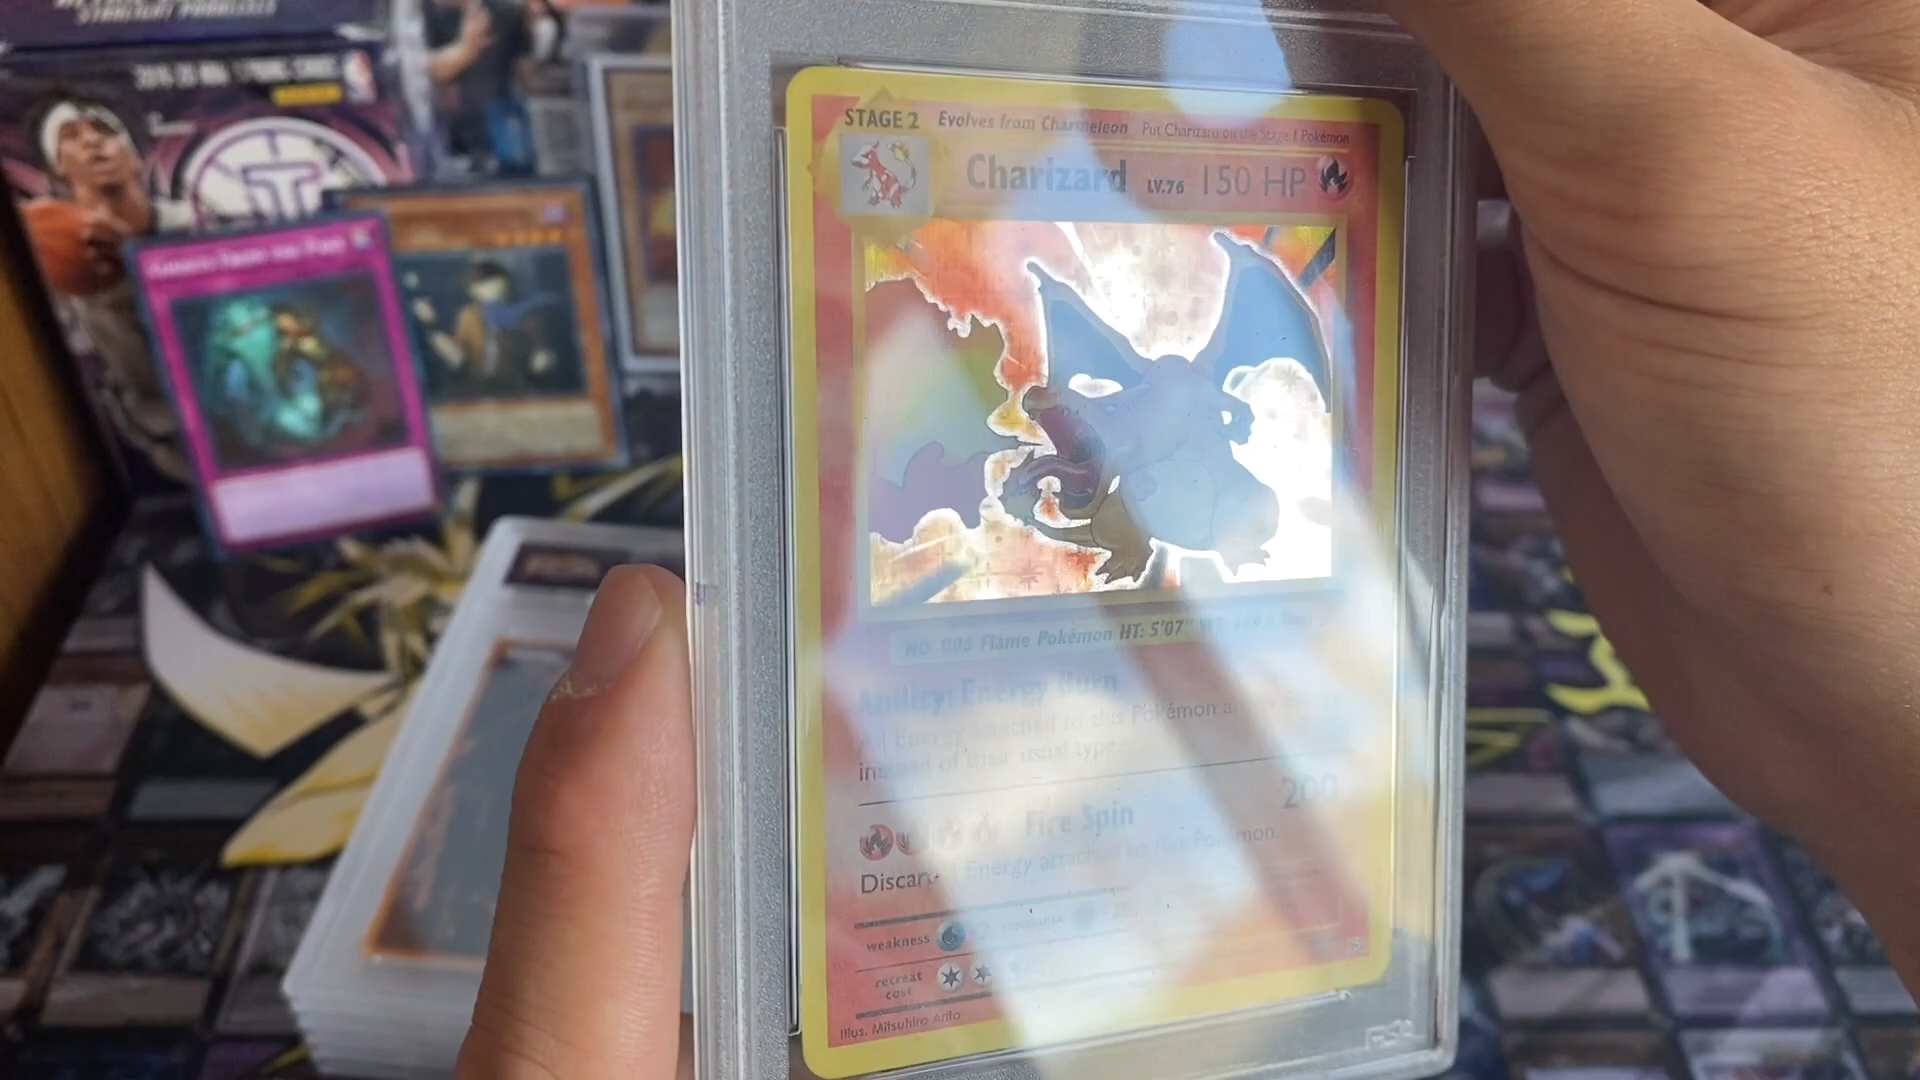 STAGE 2 Evolves from Charmeleon Put Charizard on the Stage 1 Pokémon
Charizard LV.76 150 HP
NO. 006 Flame Pokémon HT: 5'07"
Ability: Energy Burn
All Energy attached to this Pokémon
instead of their usual type.
Fire Spin 200
Discard Energy attached to this Pokémon
weakness
resistance
retreat
cost
Illus. Mitsuhiro Arita